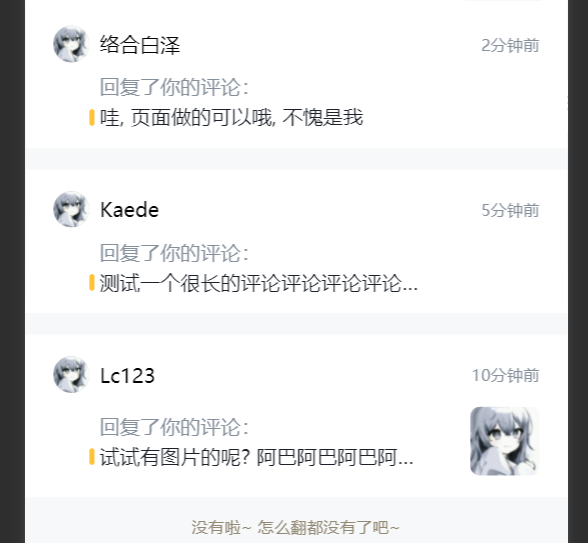 络合白泽
2分钟前
回复了你的评论：
哇, 页面做的可以哦, 不愧是我
Kaede
5分钟前
回复了你的评论：
测试一个很长的评论评论评论评论...
Lc123
10分钟前
回复了你的评论：
试试有图片的呢? 阿巴阿巴阿巴阿...
没有啦~ 怎么翻都没有了吧~